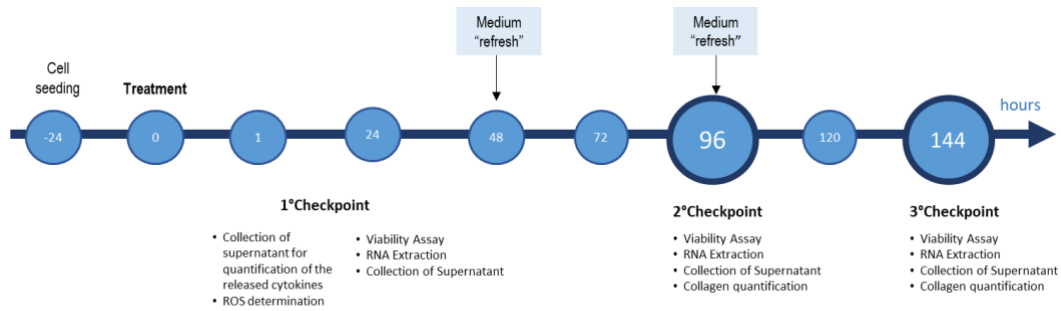 Medium
“refresh”
Medium
“refresh”
Cell
seeding
Treatment
hours
-24
0
1
24
48
72
96
120
144
1°Checkpoint
• Collection of
supernatant for
quantification of the
released cytokines
• ROS determination
• Viability Assay
• RNA Extraction
• Collection of Supernatant
2°Checkpoint
• Viability Assay
• RNA Extraction
• Collection of Supernatant
• Collagen quantification
3°Checkpoint
• Viability Assay
• RNA Extraction
• Collection of Supernatant
• Collagen quantification